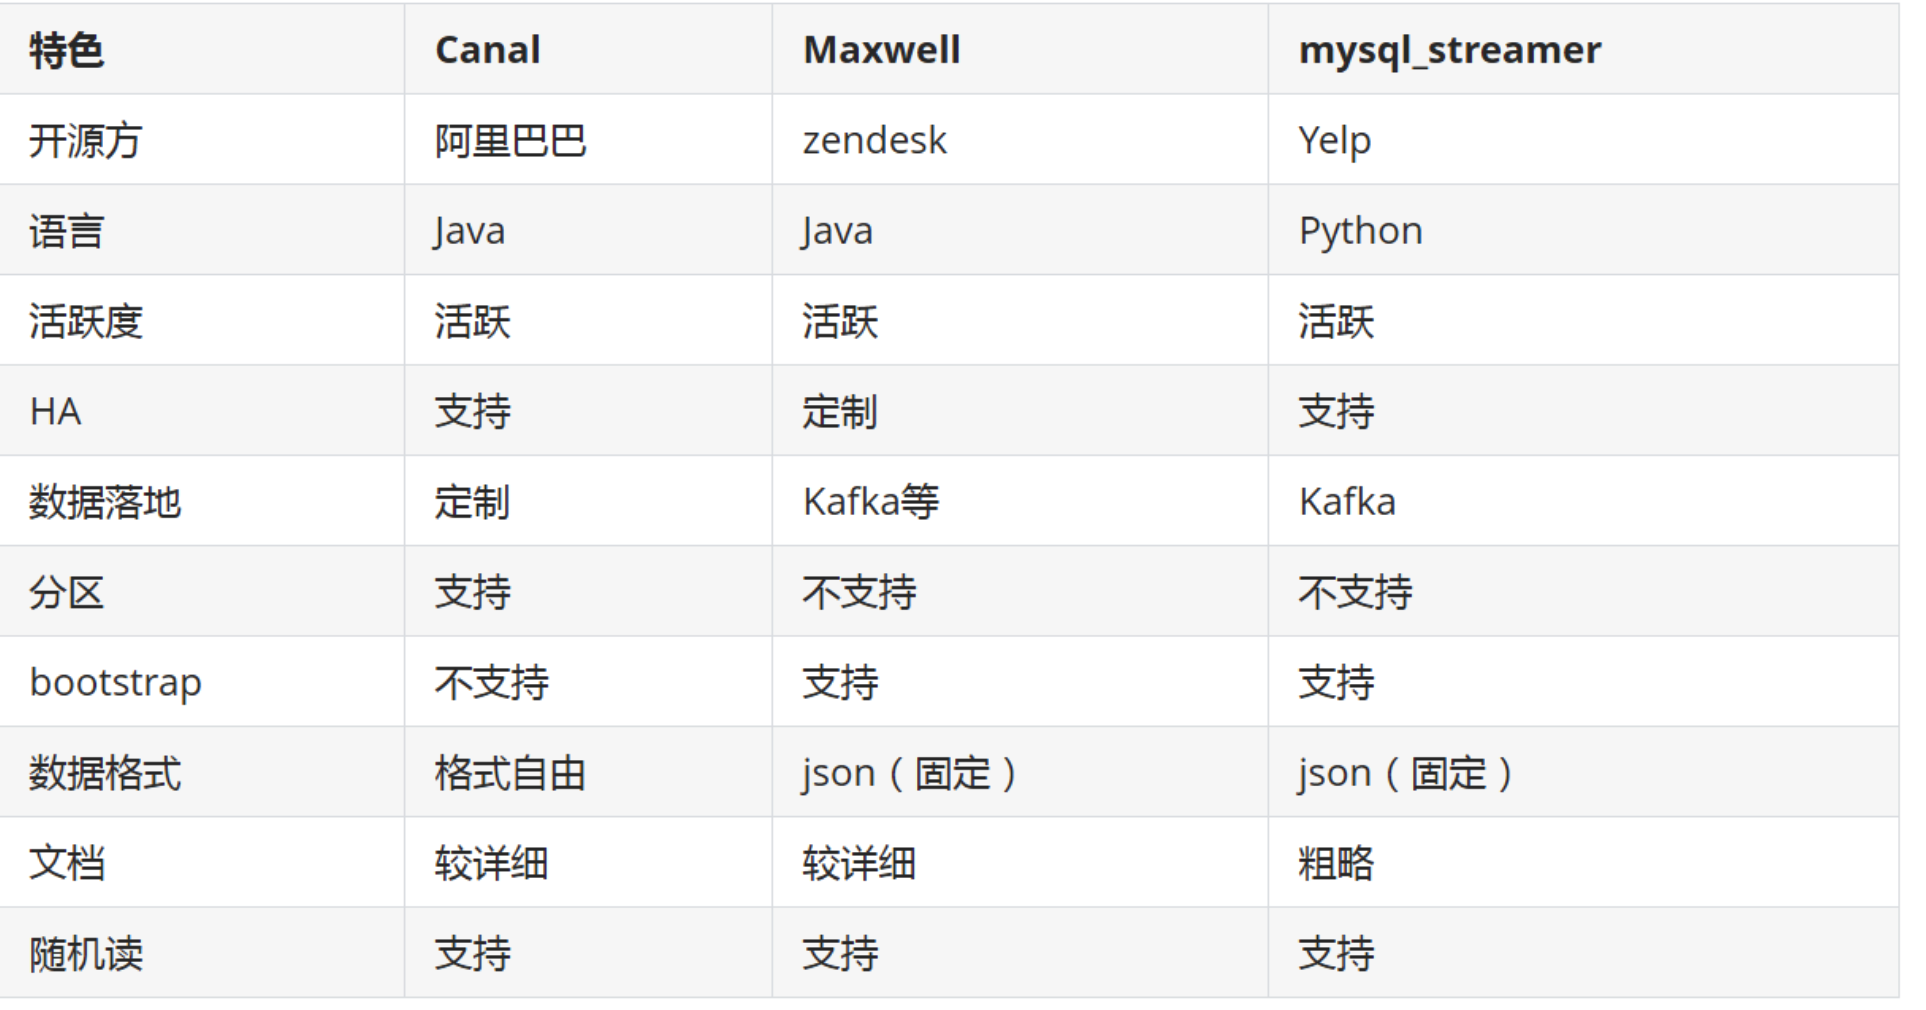 特色 Canal Maxwell mysql_streamer
开源方 阿里巴巴 zendesk Yelp
语言 Java Java Python
活跃度 活跃 活跃 活跃
HA 支持 定制 支持
数据落地 定制 Kafka等 Kafka
分区 支持 不支持 不支持
bootstrap 不支持 支持 支持
数据格式 格式自由 json（固定） json（固定）
文档 较详细 较详细 粗略
随机读 支持 支持 支持